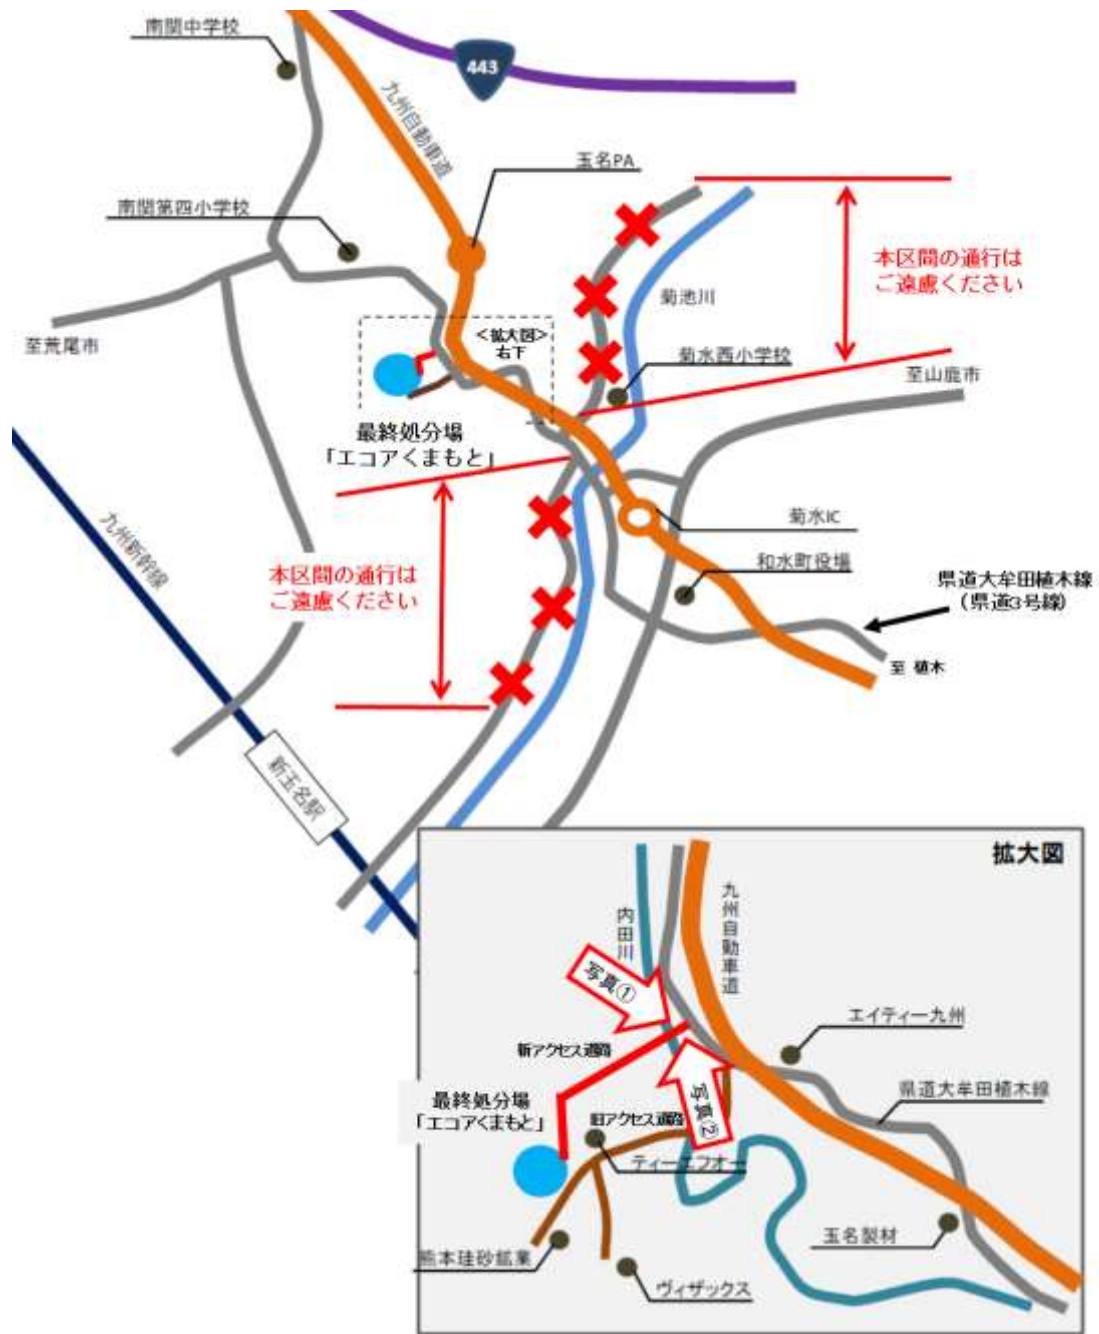 南関中学校
443
九州自動車道
玉名PA
南関第四小学校
本区間の通行は
ご遠慮ください
菊池川
至荒尾市
<拡大図>
右下
菊水西小学校
至山鹿市
最終処分場
「エコアくまもと」
九州新幹線
菊水IC
和水町役場
本区間の通行は
ご遠慮ください
県道大牟田植木線
(県道3号線)
至 植木
新玉名駅
拡大図
内田川
九州自動車道
写真①
エイティー九州
新アクセス道路
県道大牟田植木線
最終処分場
「エコアくまもと」
旧アクセス道路
写真②
ティーエフオー
玉名製材
熊本珪砂鉱業
ヴィザックス